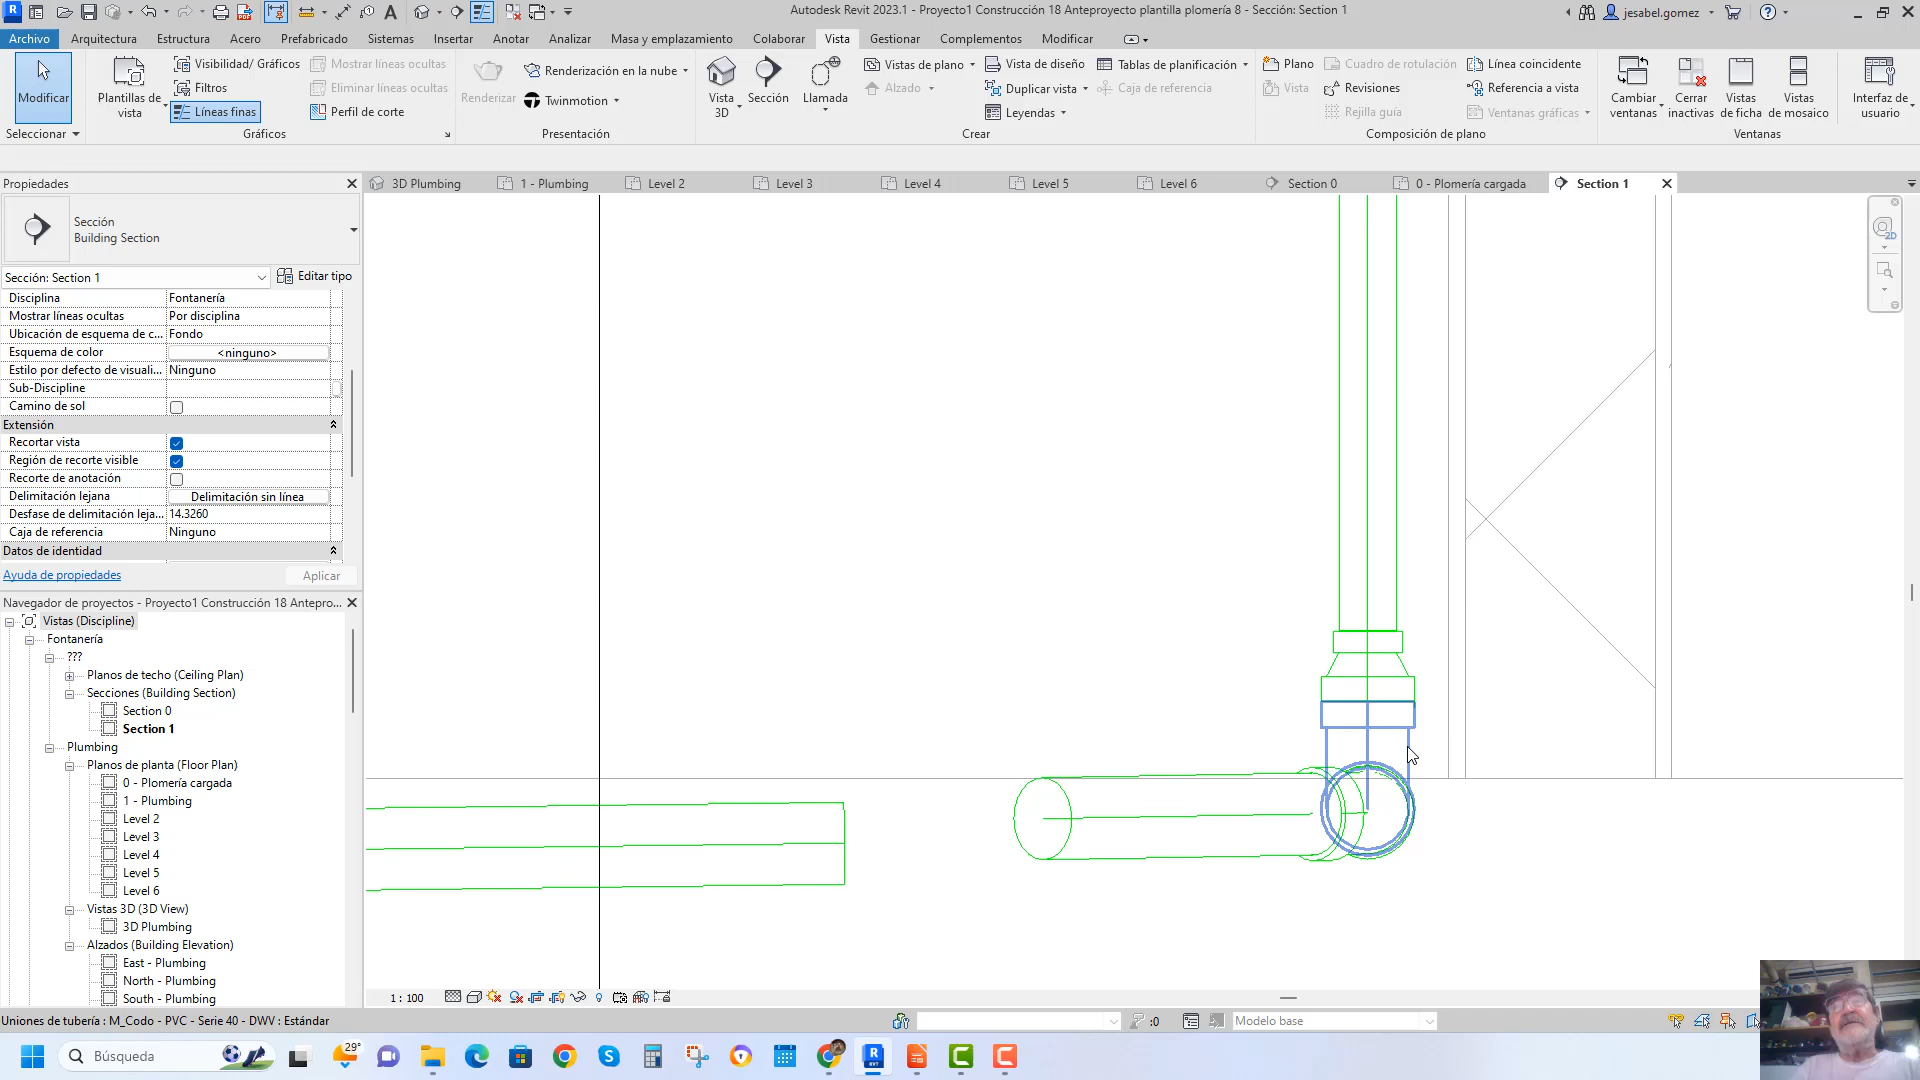 Autodesk Revit 2023.1 - Proyecto1 Construcción 18 Anteproyecto plantilla plomería 8 - Sección: Section 1
jesabel.gomez
Archivo Arquitectura Estructura Acero Prefabricado Sistemas Insertar Anotar Analizar Masa y emplazamiento Colaborar Vista Gestionar Complementos Modificar
Modificar
Seleccionar
Plantillas de vista
Visibilidad/ Gráficos
Filtros
Líneas finas
Mostrar líneas ocultas
Eliminar líneas ocultas
Perfil de corte
Gráficos
Renderizar
Renderización en la nube
Twinmotion
Presentación
Vista 3D
Sección
Llamada
Vistas de plano
Alzado
Vista de diseño
Duplicar vista
Leyendas
Tablas de planificación
Caja de referencia
Crear
Plano
Vista
Cuadro de rotulación
Revisiones
Rejilla guía
Línea coincidente
Referencia a vista
Ventanas gráficas
Composición de plano
Cambiar ventanas
Cerrar inactivas
Vistas de ficha
Vistas de mosaico
Ventanas
Interfaz de usuario
Propiedades
3D Plumbing
1 - Plumbing
Level 2
Level 3
Level 4
Level 5
Level 6
Section 0
0 - Plomería cargada
Section 1
Sección
Building Section
Sección: Section 1
Editar tipo
Disciplina Fontanería
Mostrar líneas ocultas Por disciplina
Ubicación de esquema de c... Fondo
Esquema de color <ninguno>
Estilo por defecto de visuali... Ninguno
Sub-Discipline
Camino de sol
Extensión
Recortar vista
Región de recorte visible
Recorte de anotación
Delimitación lejana Delimitación sin línea
Desfase de delimitación leja... 14.3260
Caja de referencia Ninguno
Datos de identidad
Ayuda de propiedades
Aplicar
Navegador de proyectos - Proyecto1 Construcción 18 Antepro...
Vistas (Discipline)
Fontanería
???
Planos de techo (Ceiling Plan)
Secciones (Building Section)
Section 0
Section 1
Plumbing
Planos de planta (Floor Plan)
0 - Plomería cargada
1 - Plumbing
Level 2
Level 3
Level 4
Level 5
Level 6
Vistas 3D (3D View)
3D Plumbing
Alzados (Building Elevation)
East - Plumbing
North - Plumbing
South - Plumbing
2D
1 : 100
Uniones de tubería : M_Codo - PVC - Serie 40 - DWV : Estándar
:0
Modelo base
Búsqueda
29°